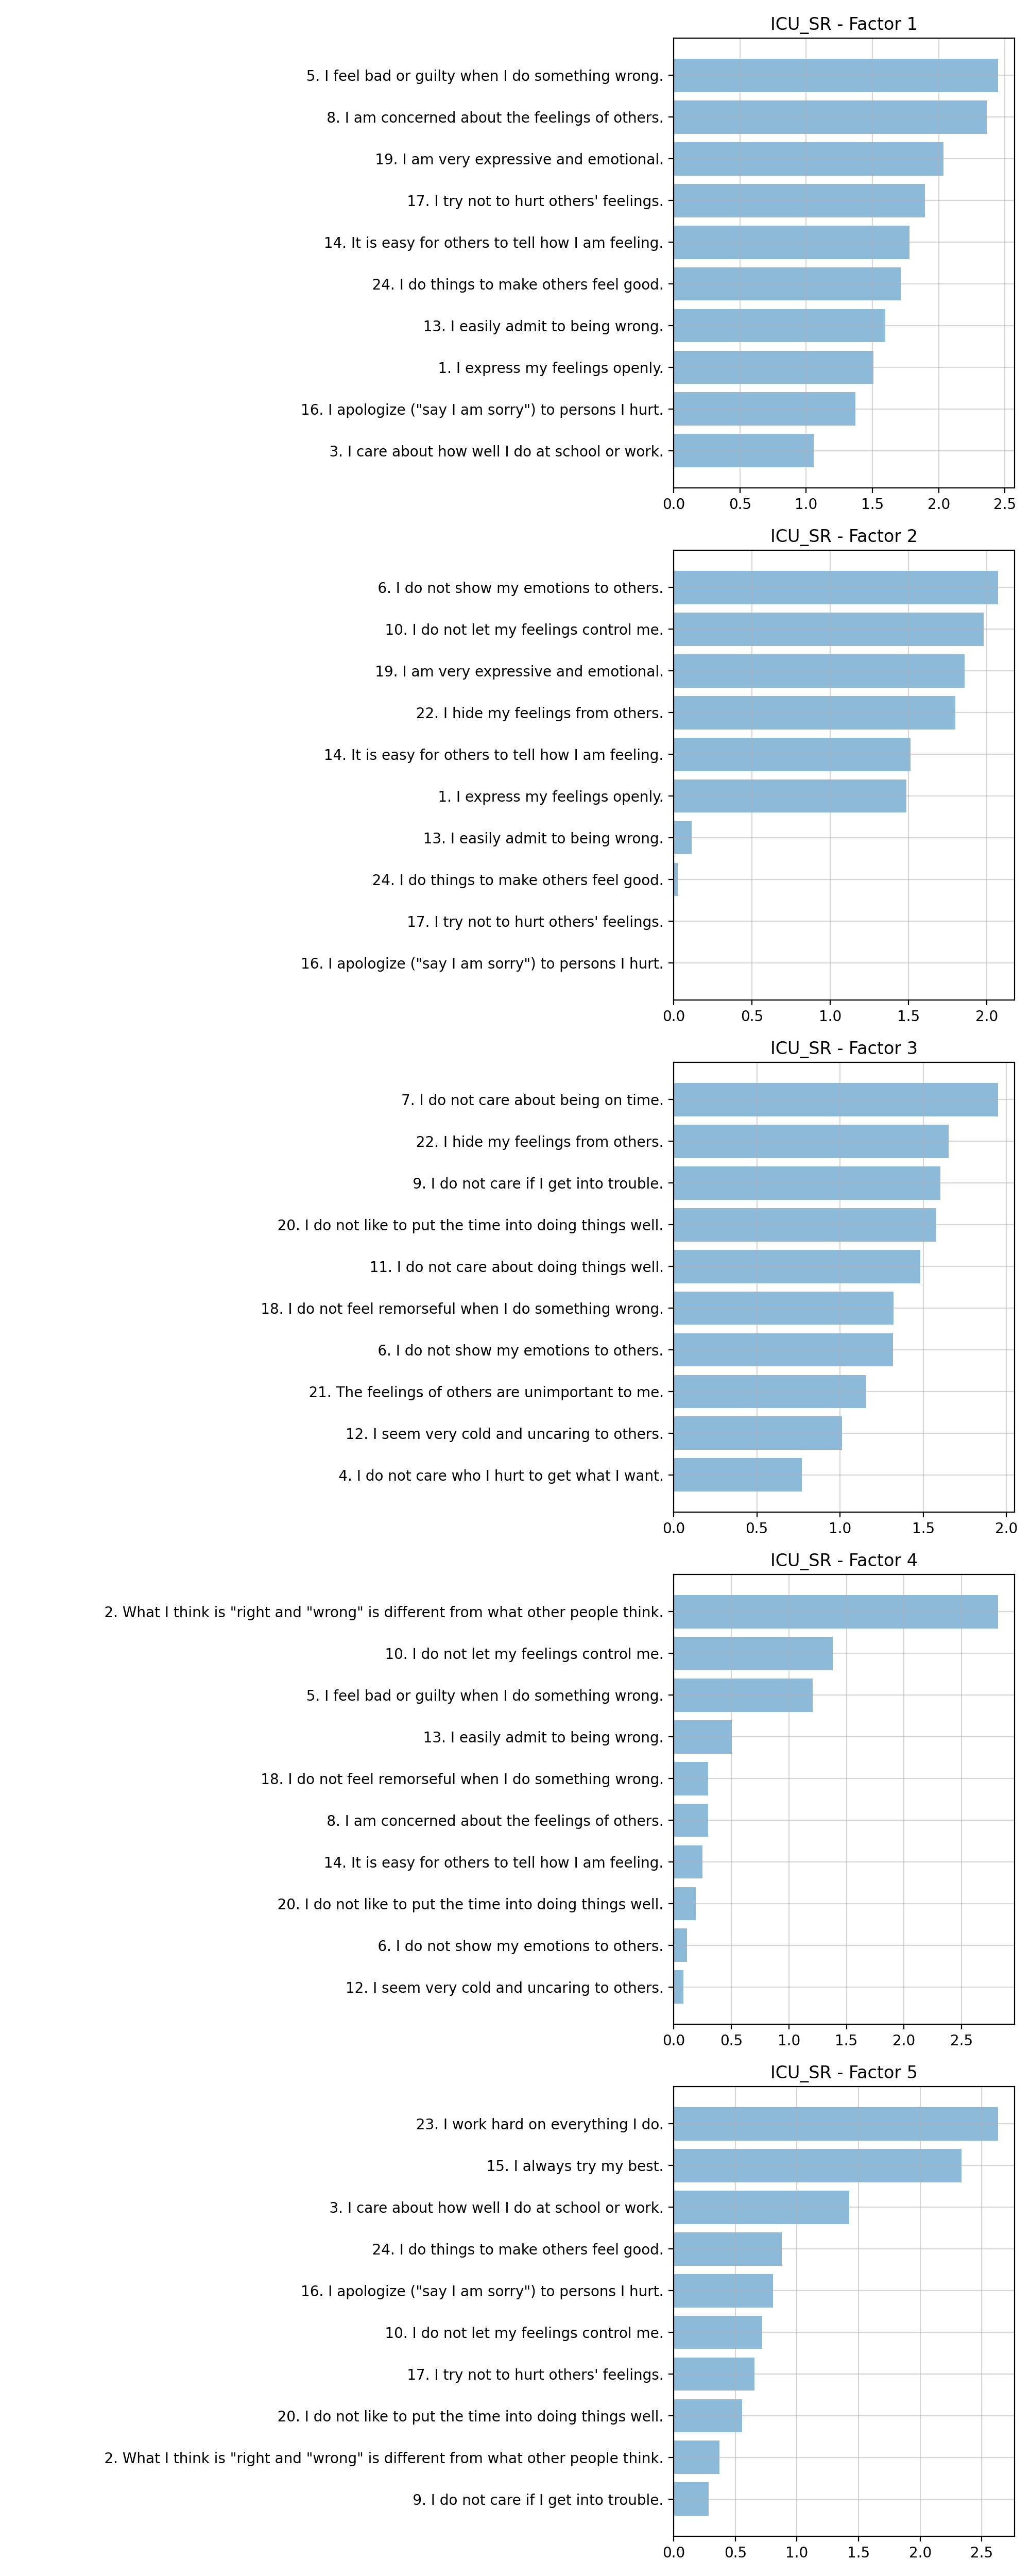 ICU_SR - Factor 1
5. I feel bad or guilty when I do something wrong.
8. I am concerned about the feelings of others.
19. I am very expressive and emotional.
17. I try not to hurt others' feelings.
14. It is easy for others to tell how I am feeling.
24. I do things to make others feel good.
13. I easily admit to being wrong.
1. I express my feelings openly.
16. I apologize ("say I am sorry") to persons I hurt.
3. I care about how well I do at school or work.
0.0 0.5 1.0 1.5 2.0 2.5
ICU_SR - Factor 2
6. I do not show my emotions to others.
10. I do not let my feelings control me.
19. I am very expressive and emotional.
22. I hide my feelings from others.
14. It is easy for others to tell how I am feeling.
1. I express my feelings openly.
13. I easily admit to being wrong.
24. I do things to make others feel good.
17. I try not to hurt others' feelings.
16. I apologize ("say I am sorry") to persons I hurt.
0.0 0.5 1.0 1.5 2.0
ICU_SR - Factor 3
7. I do not care about being on time.
22. I hide my feelings from others.
9. I do not care if I get into trouble.
20. I do not like to put the time into doing things well.
11. I do not care about doing things well.
18. I do not feel remorseful when I do something wrong.
6. I do not show my emotions to others.
21. The feelings of others are unimportant to me.
12. I seem very cold and uncaring to others.
4. I do not care who I hurt to get what I want.
0.0 0.5 1.0 1.5 2.0
ICU_SR - Factor 4
2. What I think is "right and "wrong" is different from what other people think.
10. I do not let my feelings control me.
5. I feel bad or guilty when I do something wrong.
13. I easily admit to being wrong.
18. I do not feel remorseful when I do something wrong.
8. I am concerned about the feelings of others.
14. It is easy for others to tell how I am feeling.
20. I do not like to put the time into doing things well.
6. I do not show my emotions to others.
12. I seem very cold and uncaring to others.
0.0 0.5 1.0 1.5 2.0 2.5
ICU_SR - Factor 5
23. I work hard on everything I do.
15. I always try my best.
3. I care about how well I do at school or work.
24. I do things to make others feel good.
16. I apologize ("say I am sorry") to persons I hurt.
10. I do not let my feelings control me.
17. I try not to hurt others' feelings.
20. I do not like to put the time into doing things well.
2. What I think is "right and "wrong" is different from what other people think.
9. I do not care if I get into trouble.
0.0 0.5 1.0 1.5 2.0 2.5